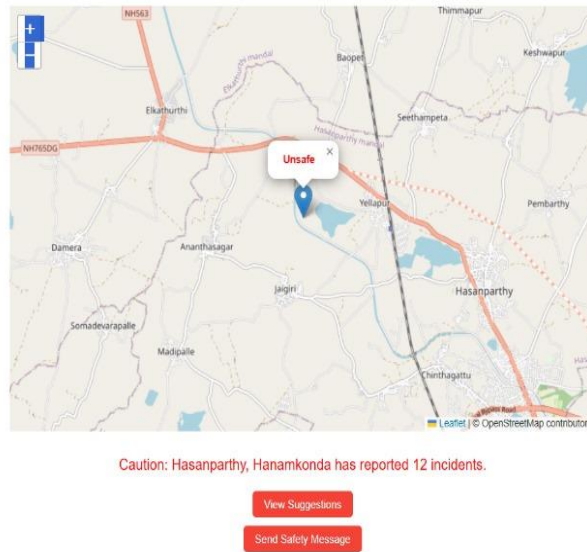 NH563
Thimmapur
+
−
Baopet
Keshwapur
Elkathurthi mandal
Elkathurthi
Seethampeta
Hasanparthy mandal
NH765DG
Unsafe ×
Yellapur
Pembarthy
Damera
Ananthasagar
Jaigiri
Hasanparthy
Somadevarapalle
Madipalle
Chinthagattu
Leaflet | © OpenStreetMap contributor
Caution: Hasanparthy, Hanamkonda has reported 12 incidents.
View Suggestions
Send Safety Message